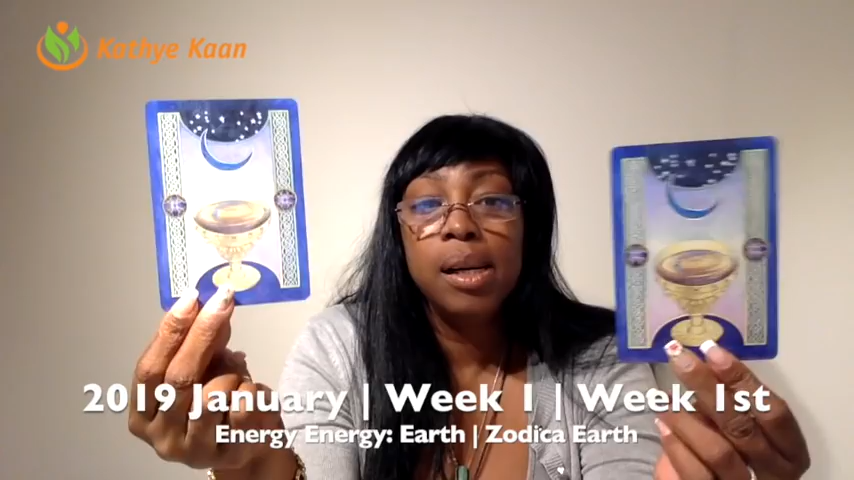 Kathye Kaan
2019 January | Week 1 | Week 1st
Energy Energy: Earth | Zodica Earth